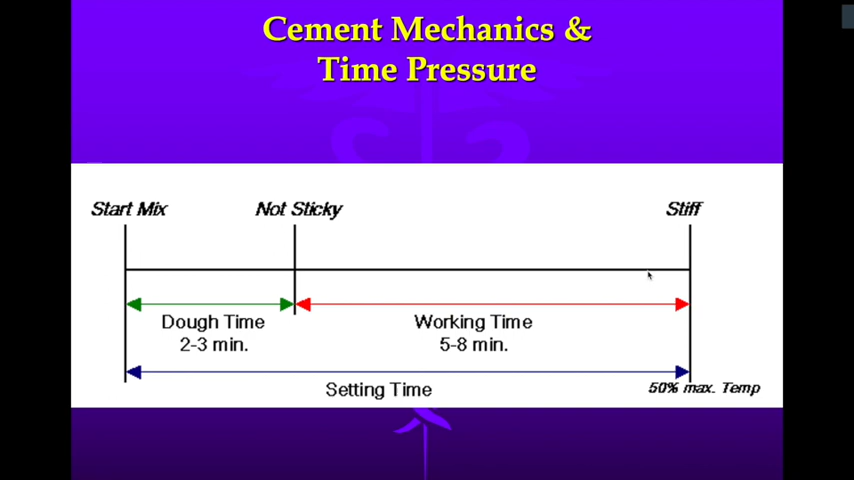 Cement Mechanics &
Time Pressure
Start Mix Not Sticky Stiff
Dough Time Working Time
2-3 min. 5-8 min.
Setting Time 50% max. Temp